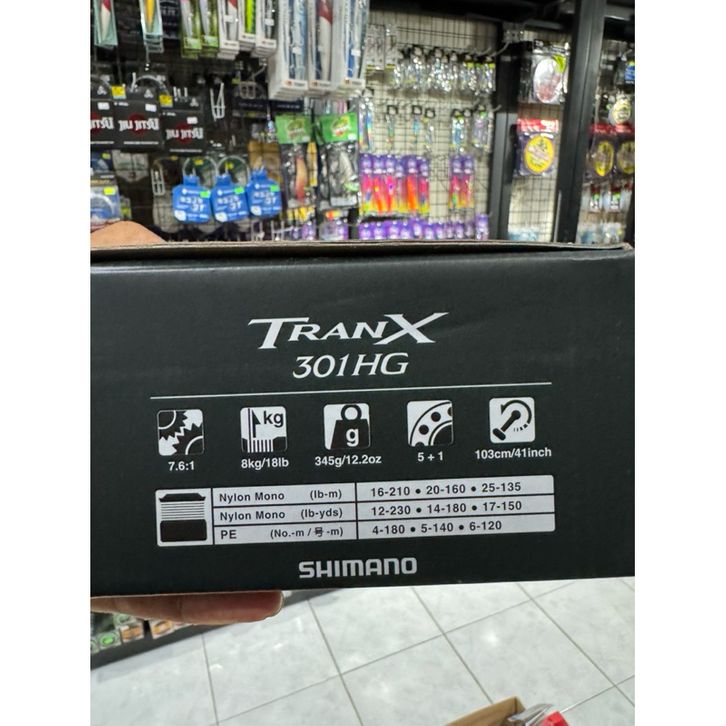 TRANX
301HG
7.6:1
kg
8kg/18lb
g
345g/12.2oz
5 + 1
103cm/41inch
Nylon Mono (lb-m) 16-210 • 20-160 • 25-135
Nylon Mono (lb-yds) 12-230 • 14-180 • 17-150
PE (No.-m / 号 -m) 4-180 • 5-140 • 6-120
SHIMANO